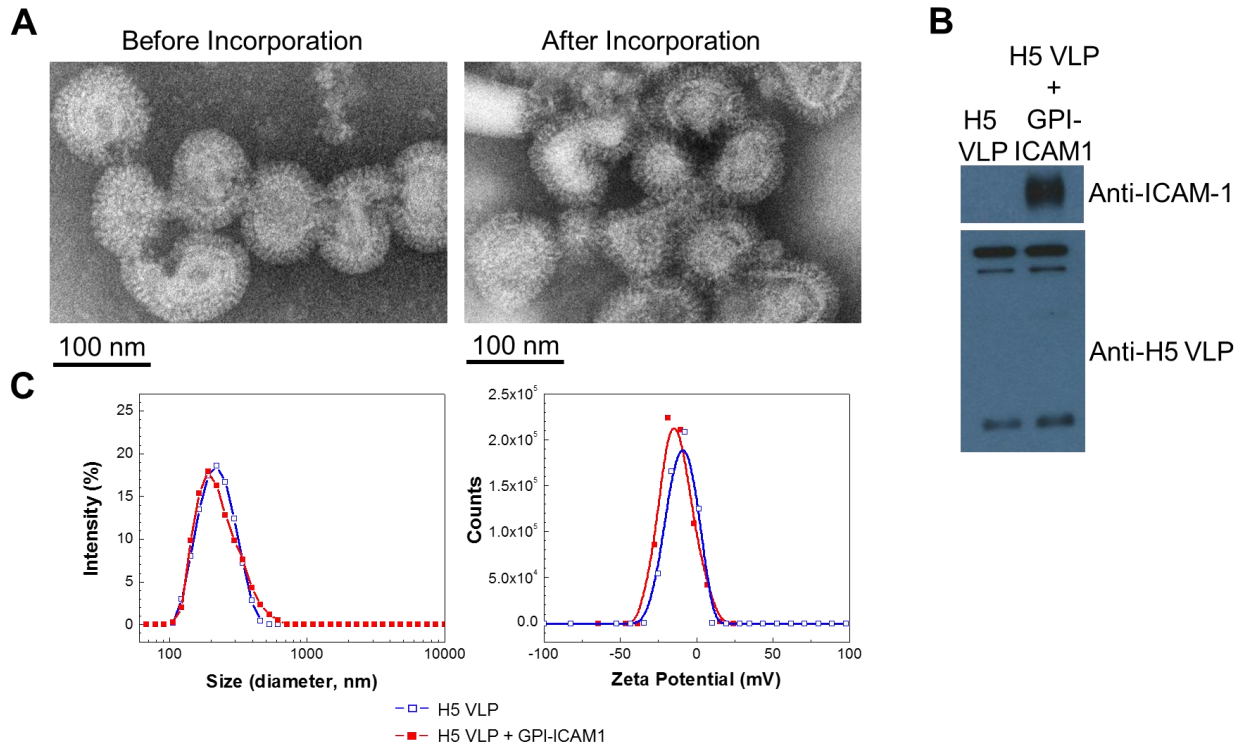 A
Before Incorporation
After Incorporation
100 nm
100 nm
B
H5 VLP
+
H5 GPI-
VLP ICAM1
Anti-ICAM-1
Anti-H5 VLP
C
Intensity (%)
25
20
15
10
5
0
100 1000 10000
Size (diameter, nm)
Counts
2.5x10⁵
2.0x10⁵
1.5x10⁵
1.0x10⁵
5.0x10⁴
0.0
-100 -50 0 50 100
Zeta Potential (mV)
H5 VLP
H5 VLP + GPI-ICAM1